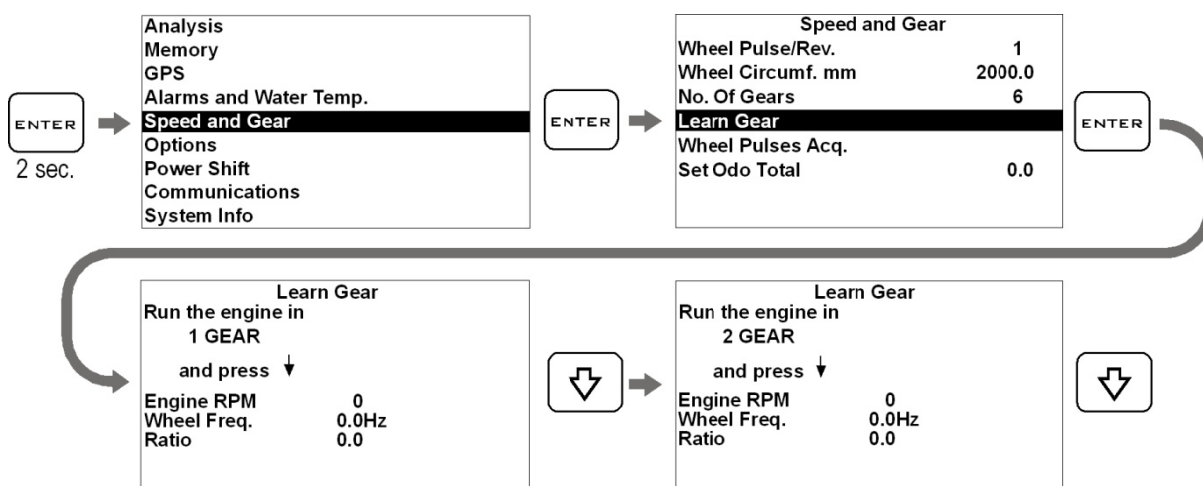 ENTER
2 sec.
Analysis
Memory
GPS
Alarms and Water Temp.
Speed and Gear
Options
Power Shift
Communications
System Info
ENTER
Speed and Gear
Wheel Pulse/Rev. 1
Wheel Circumf. mm 2000.0
No. Of Gears 6
Learn Gear
Wheel Pulses Acq.
Set Odo Total 0.0
ENTER
Learn Gear
Run the engine in
1 GEAR
and press ↓
Engine RPM 0
Wheel Freq. 0.0Hz
Ratio 0.0
Learn Gear
Run the engine in
2 GEAR
and press ↓
Engine RPM 0
Wheel Freq. 0.0Hz
Ratio 0.0